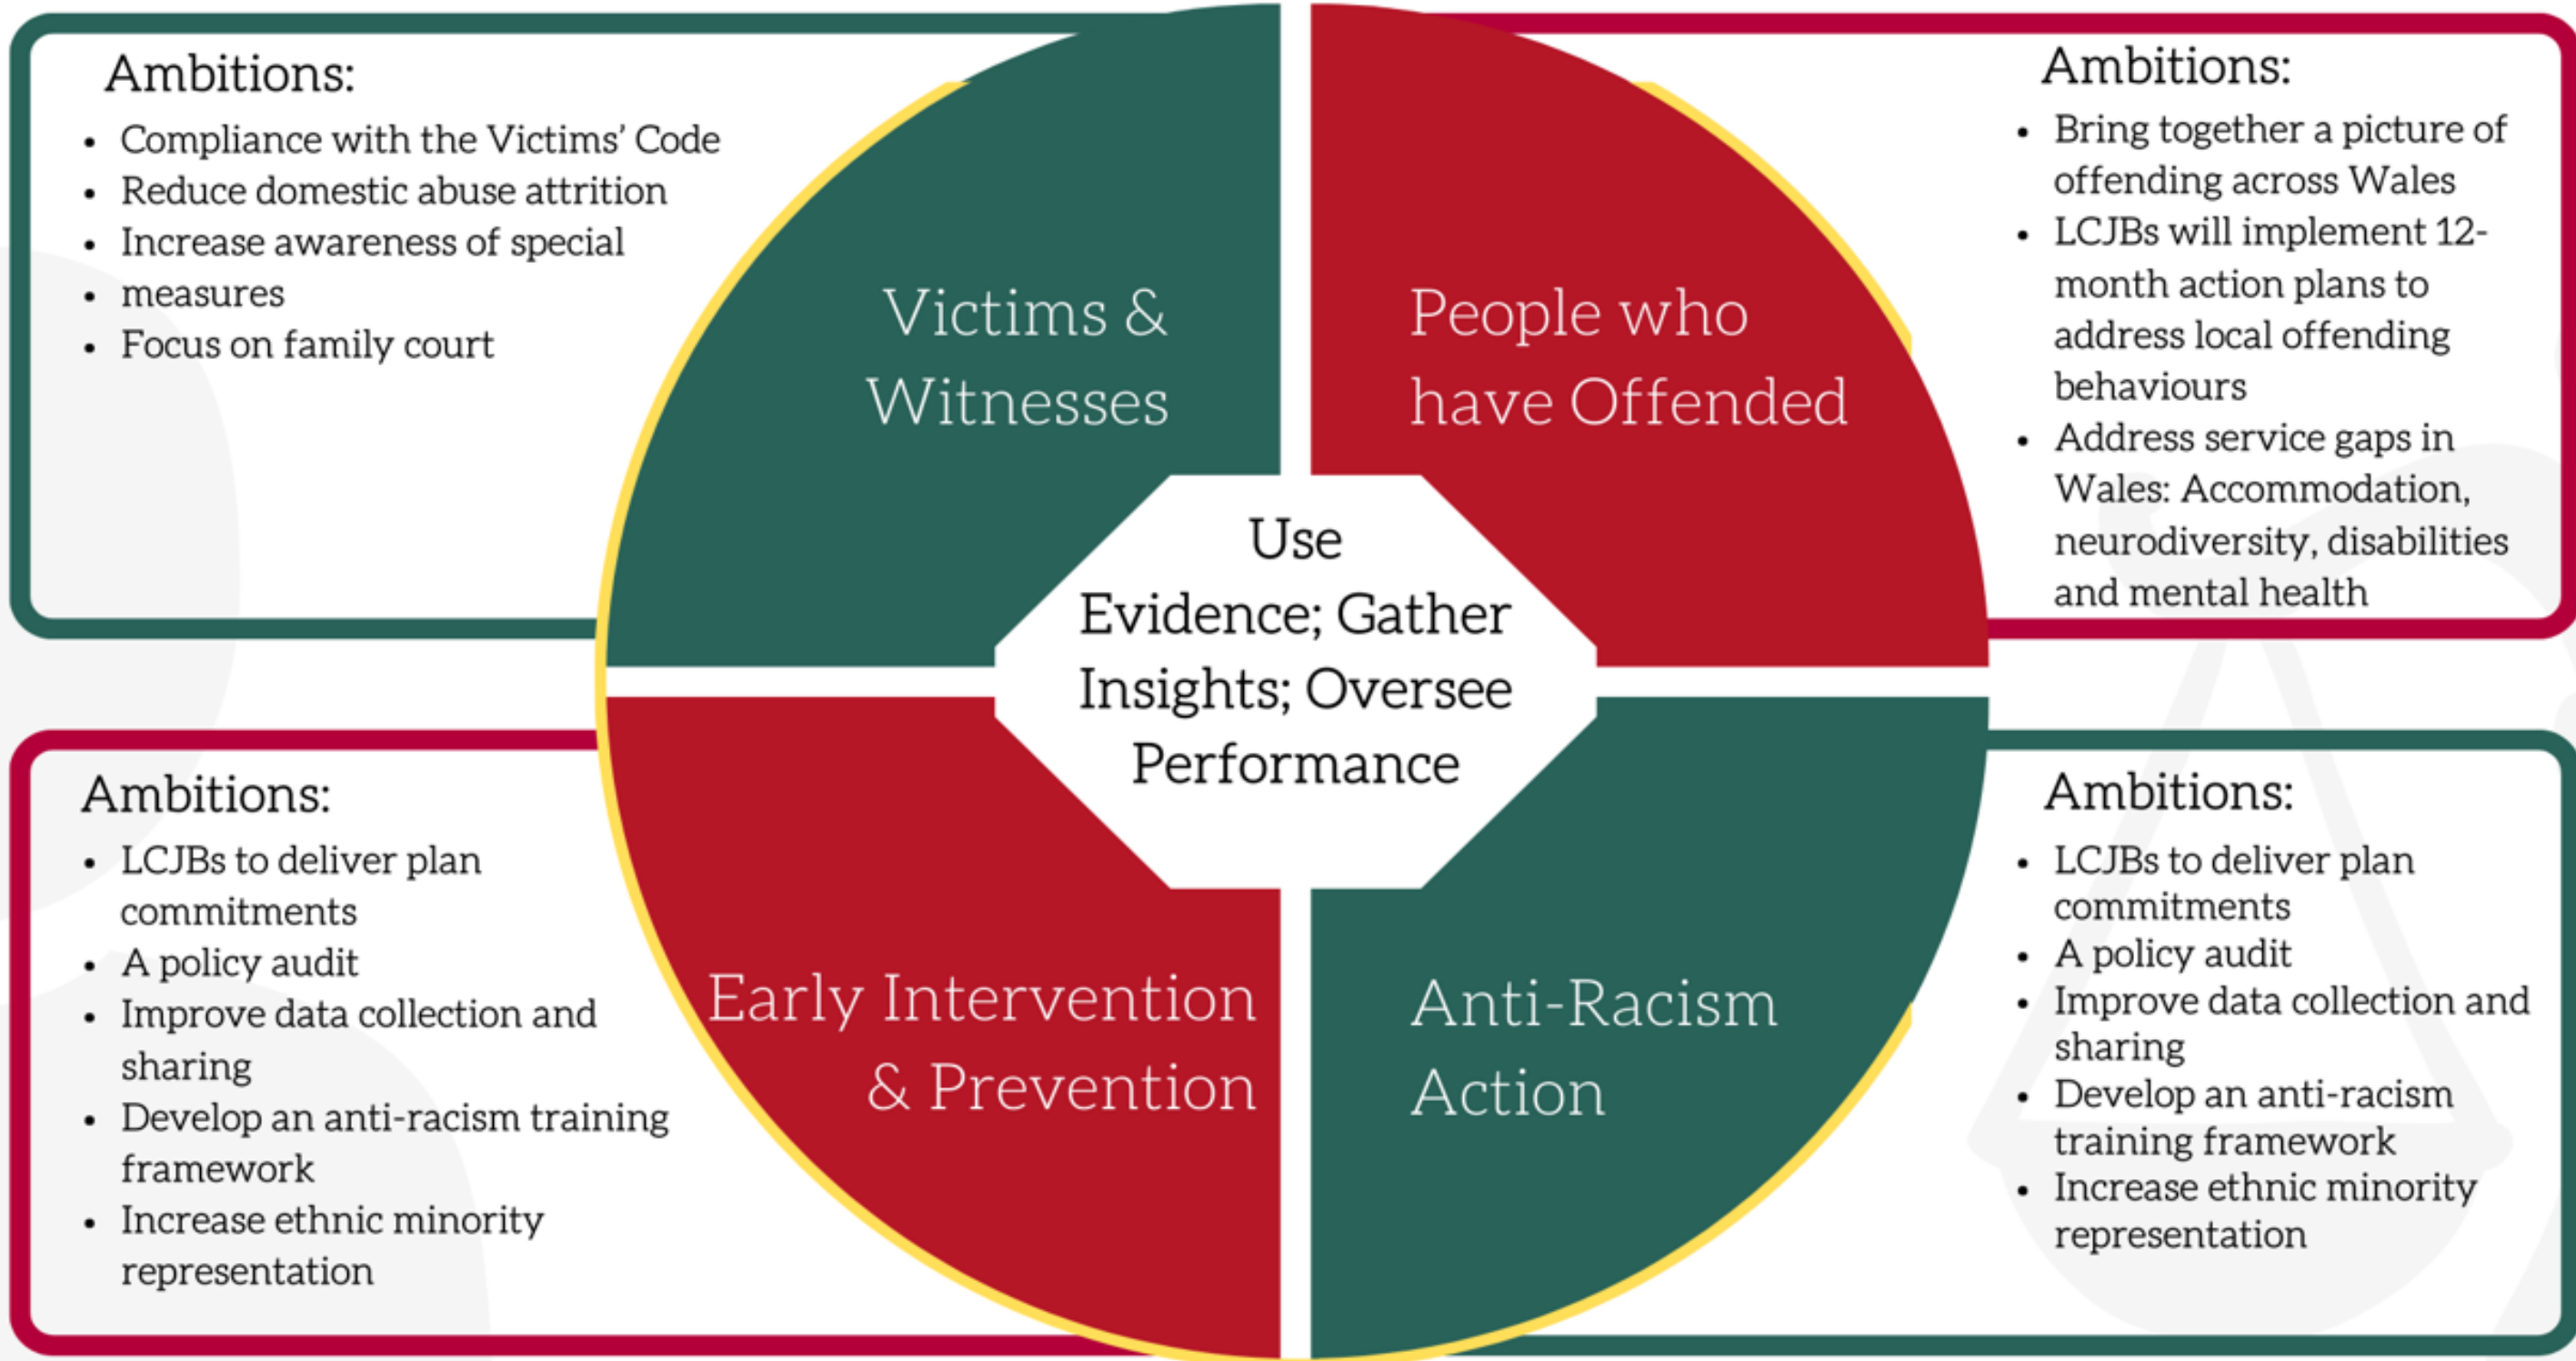 Ambitions:
• Compliance with the Victims’ Code
• Reduce domestic abuse attrition
• Increase awareness of special
• measures
• Focus on family court
Victims &
Witnesses
People who
have Offended
Ambitions:
• Bring together a picture of
offending across Wales
• LCJBs will implement 12-
month action plans to
address local offending
behaviours
• Address service gaps in
Wales: Accommodation,
neurodiversity, disabilities
and mental health
Use
Evidence; Gather
Insights; Oversee
Performance
Ambitions:
• LCJBs to deliver plan
commitments
• A policy audit
• Improve data collection and
sharing
• Develop an anti-racism training
framework
• Increase ethnic minority
representation
Early Intervention
& Prevention
Anti-Racism
Action
Ambitions:
• LCJBs to deliver plan
commitments
• A policy audit
• Improve data collection and
sharing
• Develop an anti-racism
training framework
• Increase ethnic minority
representation